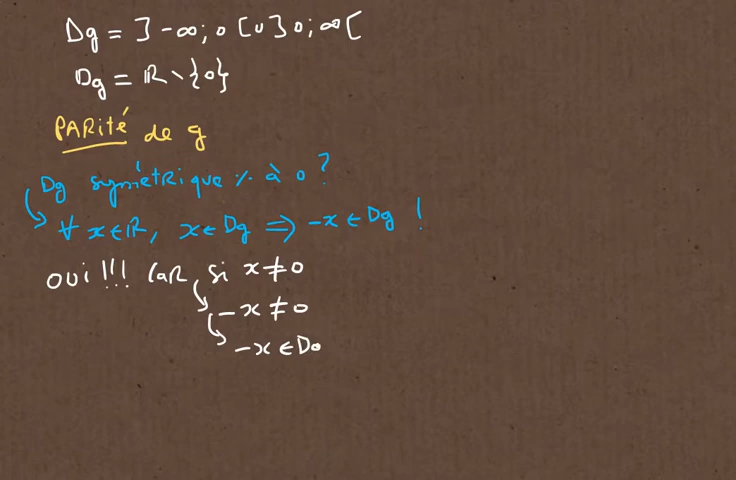 Dg = ]-∞; 0 [ ∪ ] 0; ∞ [
Dg = ℝ \ {0}
PARité de g
Dg symétrique % à 0 ?
∀ x ∈ ℝ, x ∈ Dg ⇒ -x ∈ Dg !
OUI !!! CAR, si x ≠ 0
-x ≠ 0
-x ∈ Do